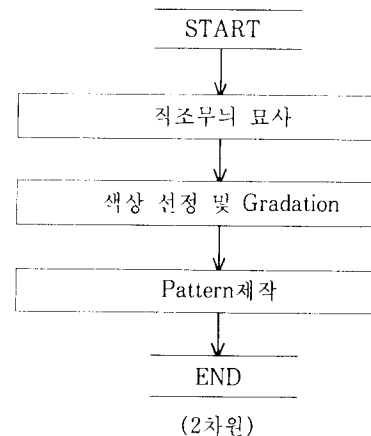 START
직조무늬 묘사
색상 선정 및 Gradation
Pattern제작
END
(2차원)